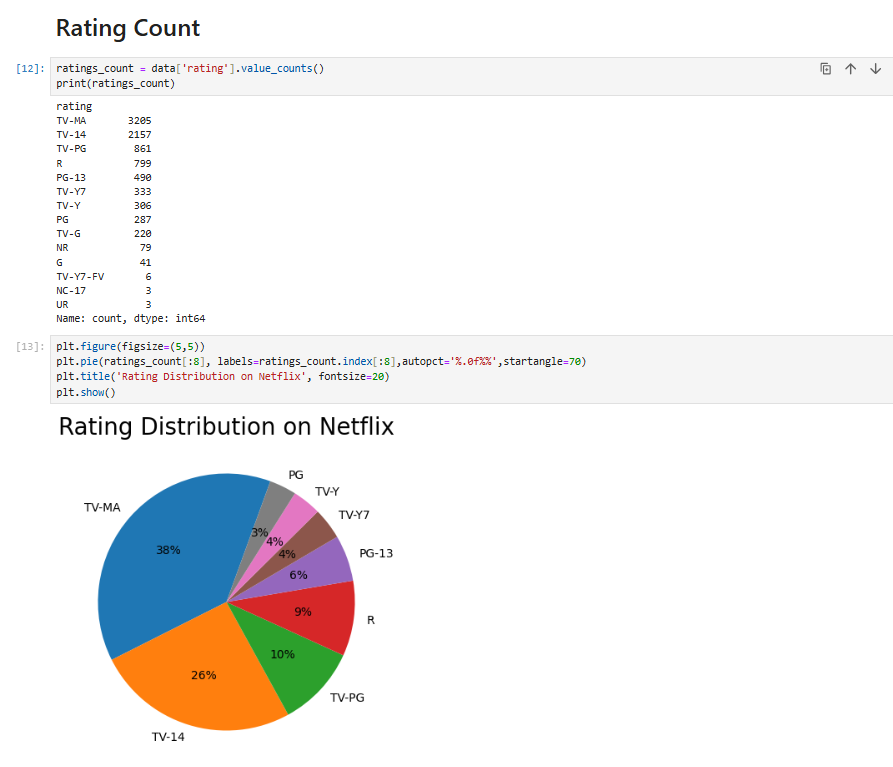 Rating Count
[12]: ratings_count = data['rating'].value_counts()
print(ratings_count)
rating
TV-MA 3205
TV-14 2157
TV-PG 861
R 799
PG-13 490
TV-Y7 333
TV-Y 306
PG 287
TV-G 220
NR 79
G 41
TV-Y7-FV 6
NC-17 3
UR 3
Name: count, dtype: int64
[13]: plt.figure(figsize=(5,5))
plt.pie(ratings_count[:8], labels=ratings_count.index[:8],autopct='%.0f%%',startangle=70)
plt.title('Rating Distribution on Netflix', fontsize=20)
plt.show()
Rating Distribution on Netflix
PG
TV-Y
TV-MA
TV-Y7
3%
4%
38%
4%
PG-13
6%
9%
R
10%
26%
TV-PG
TV-14